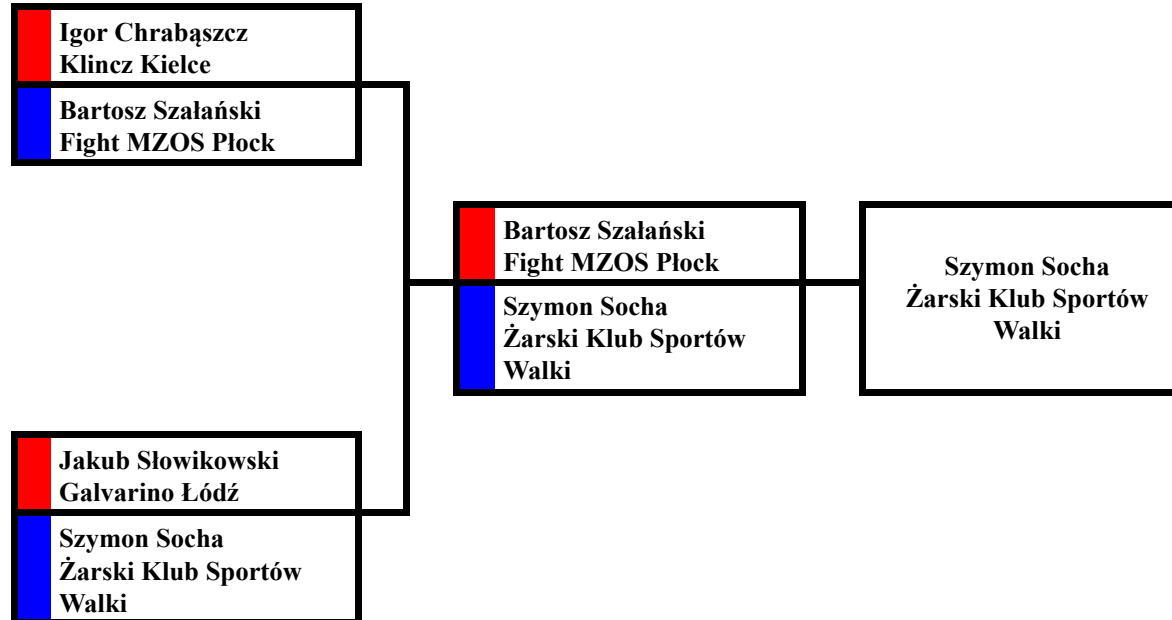 Igor Chrabąszcz
Klincz Kielce
Bartosz Szałański
Fight MZOS Płock
Bartosz Szałański
Fight MZOS Płock
Szymon Socha
Żarski Klub Sportów
Walki
Szymon Socha
Żarski Klub Sportów
Walki
Jakub Słowikowski
Galvarino Łódź
Szymon Socha
Żarski Klub Sportów
Walki